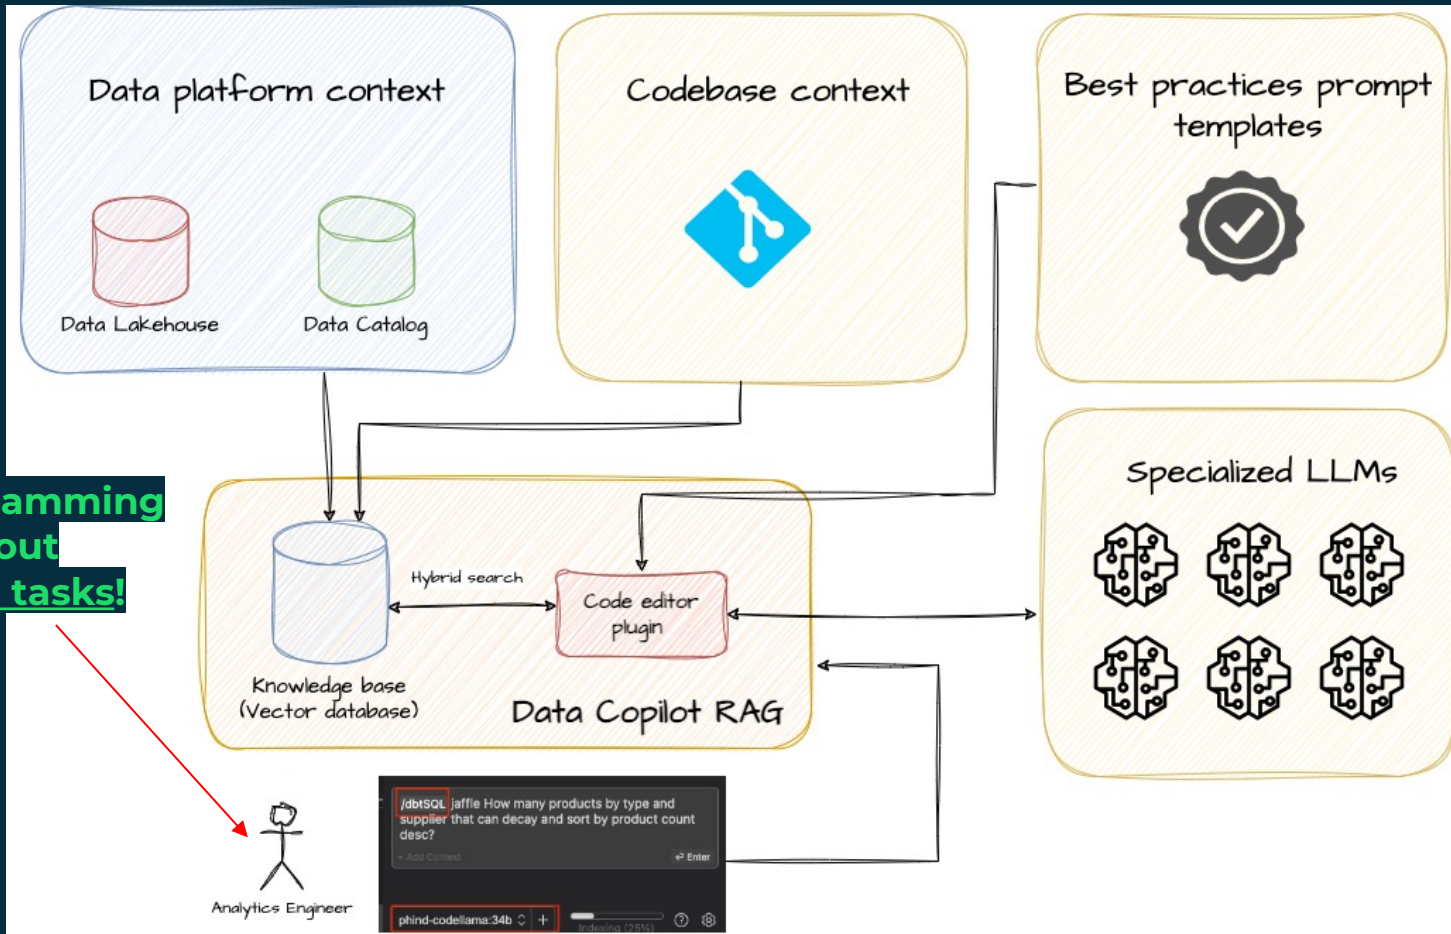 Data platform context
Data Lakehouse
Data Catalog
Codebase context
Best practices prompt
templates
Specialized LLMs
amming
out
tasks!
Hybrid search
Code editor
plugin
Knowledge base
(Vector database)
Data Copilot RAG
Analytics Engineer
/dbtSQL jaffle How many products by type and
supplier that can decay and sort by product count
desc?
+ Add Context
⏎ Enter
phind-codellama:34b
+
Indexing (25%)